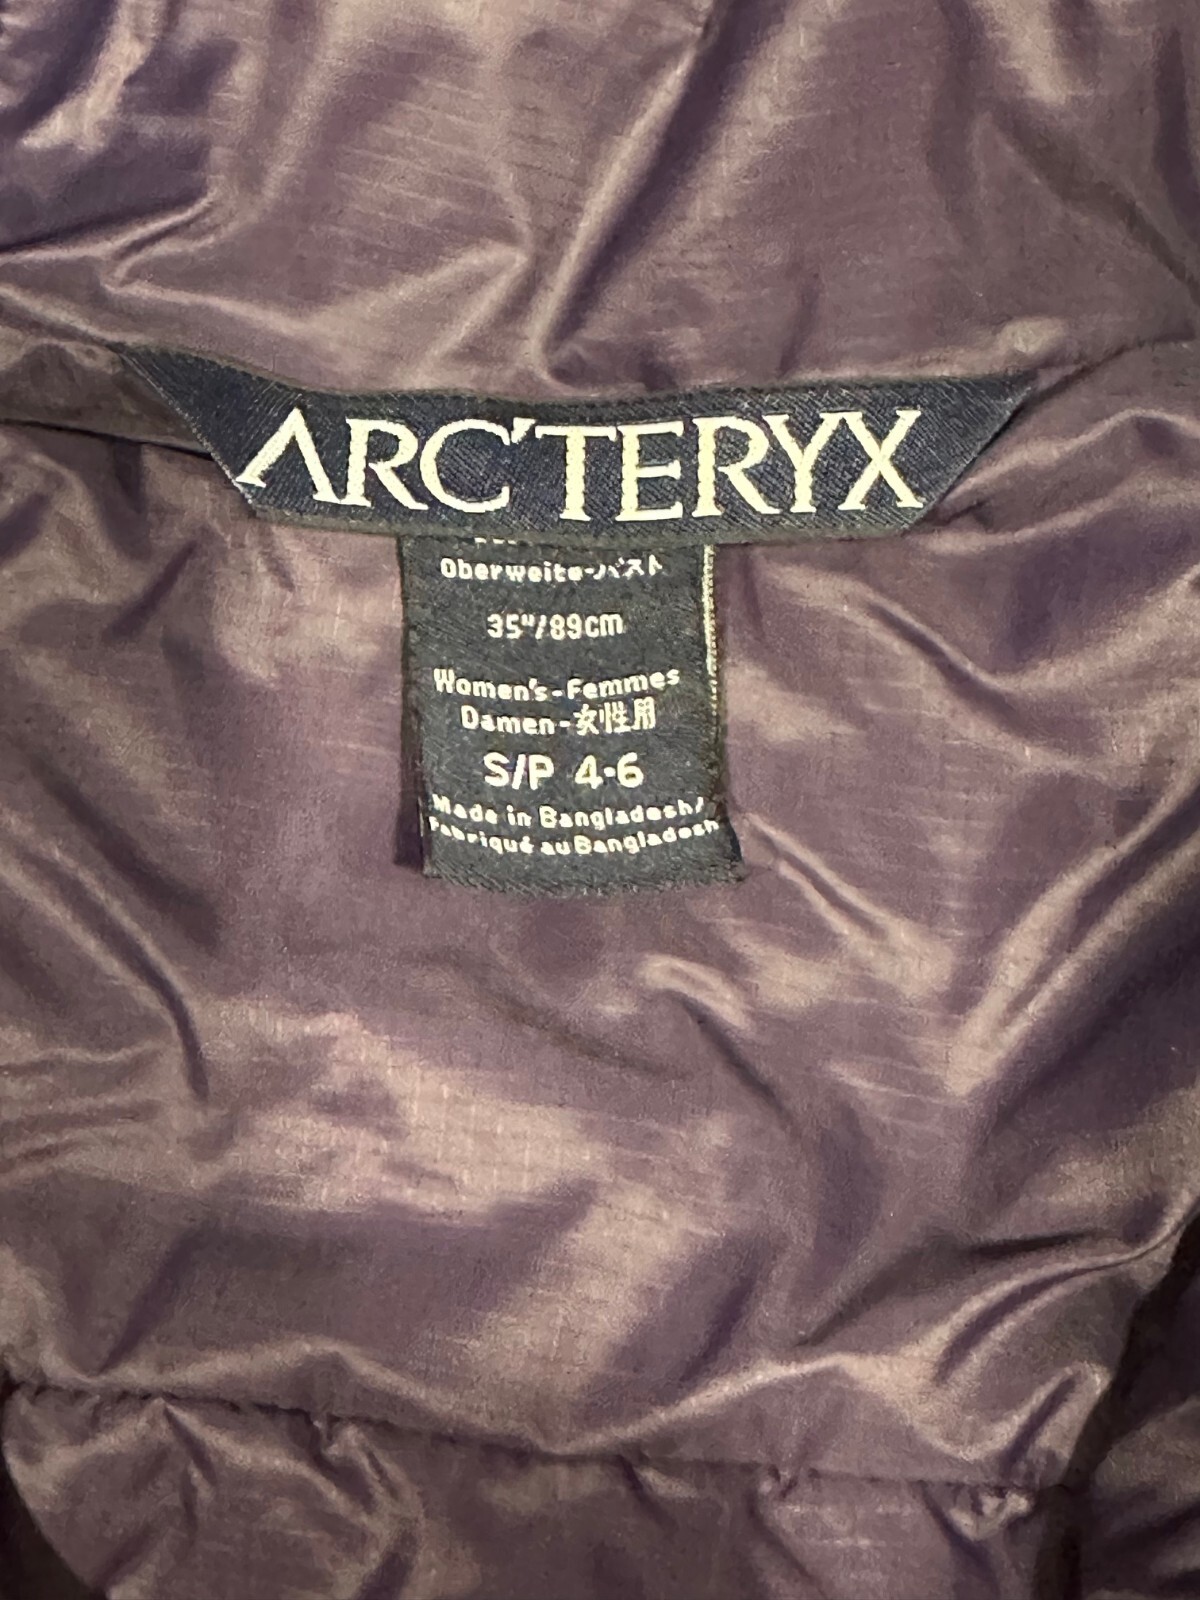 ARC'TERYX
Oberweite-バスト
35"/89cm
Women's-Femmes
Damen-女性用
S/P 4-6
Made in Bangladesh/
Fabriqué au Bangladesh